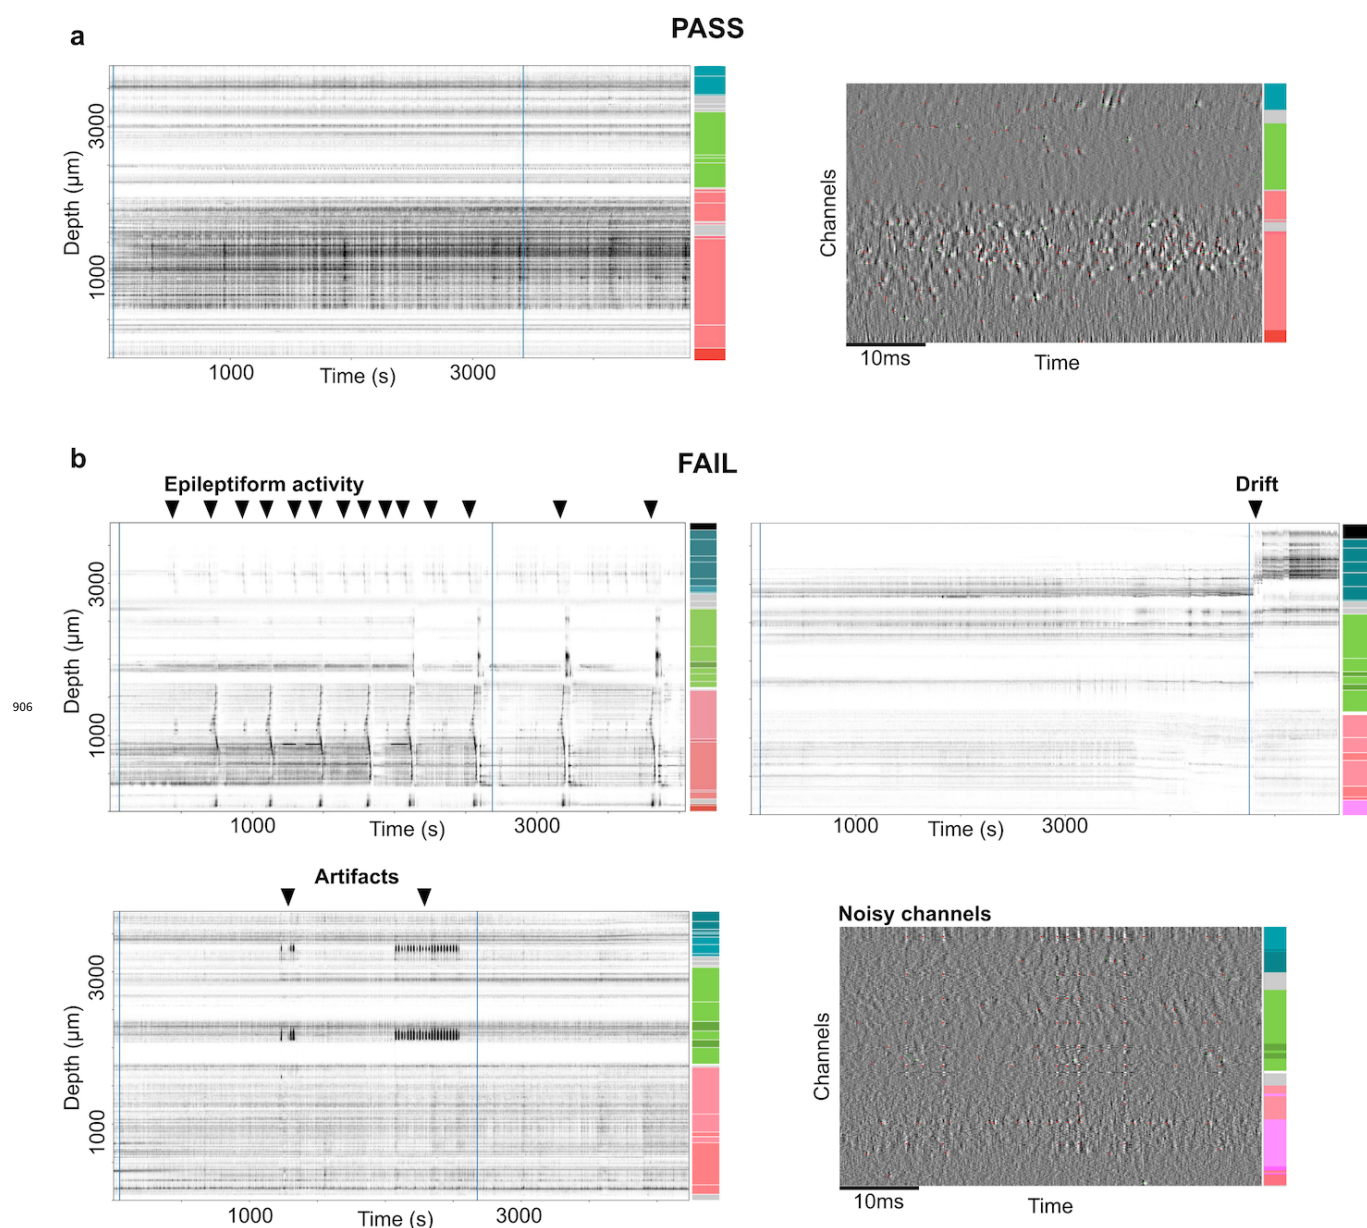 a
PASS
3000
1000
Depth (µm)
1000
Time (s)
3000
Channels
10ms
Time
b
FAIL
Epileptiform activity
Drift
3000
1000
Depth (µm)
1000
Time (s)
3000
1000
Time (s)
3000
906
Artifacts
3000
1000
Depth (µm)
1000
Time (s)
3000
Noisy channels
Channels
10ms
Time